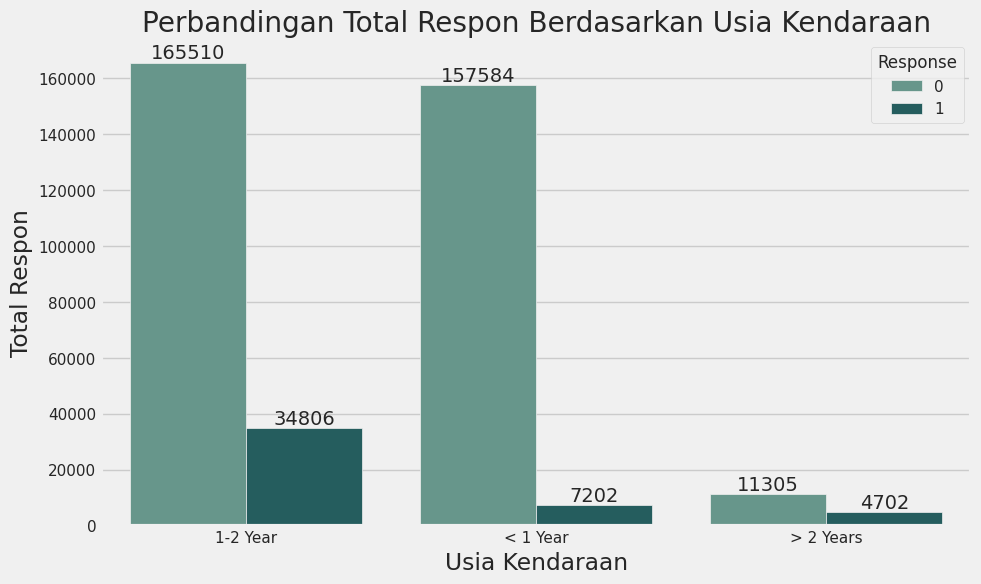 Perbandingan Total Respon Berdasarkan Usia Kendaraan
Response
0
1
Total Respon
160000
140000
120000
100000
80000
60000
40000
20000
0
165510
34806
157584
7202
11305
4702
1-2 Year
< 1 Year
> 2 Years
Usia Kendaraan